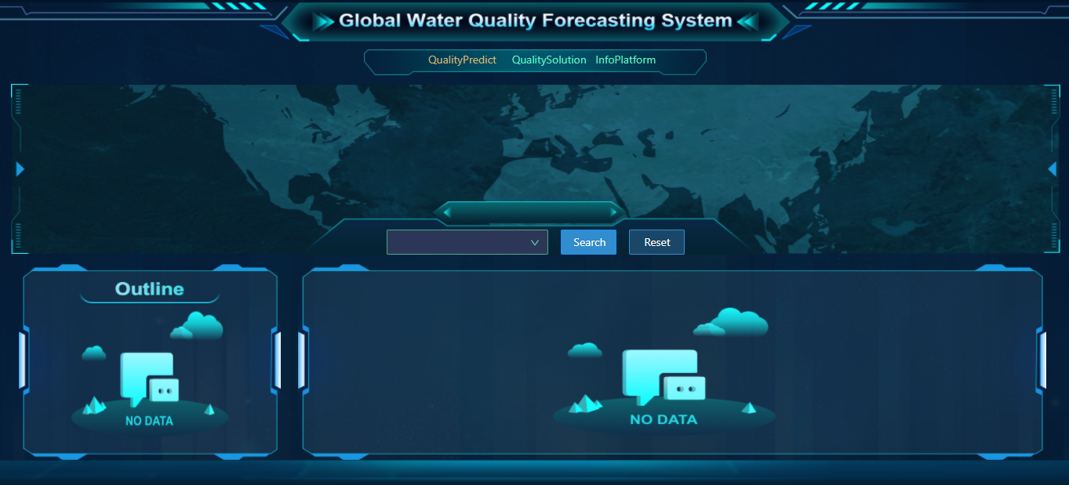 Global Water Quality Forecasting System
QualityPredict QualitySolution InfoPlatform
Search Reset
Outline
NO DATA
NO DATA